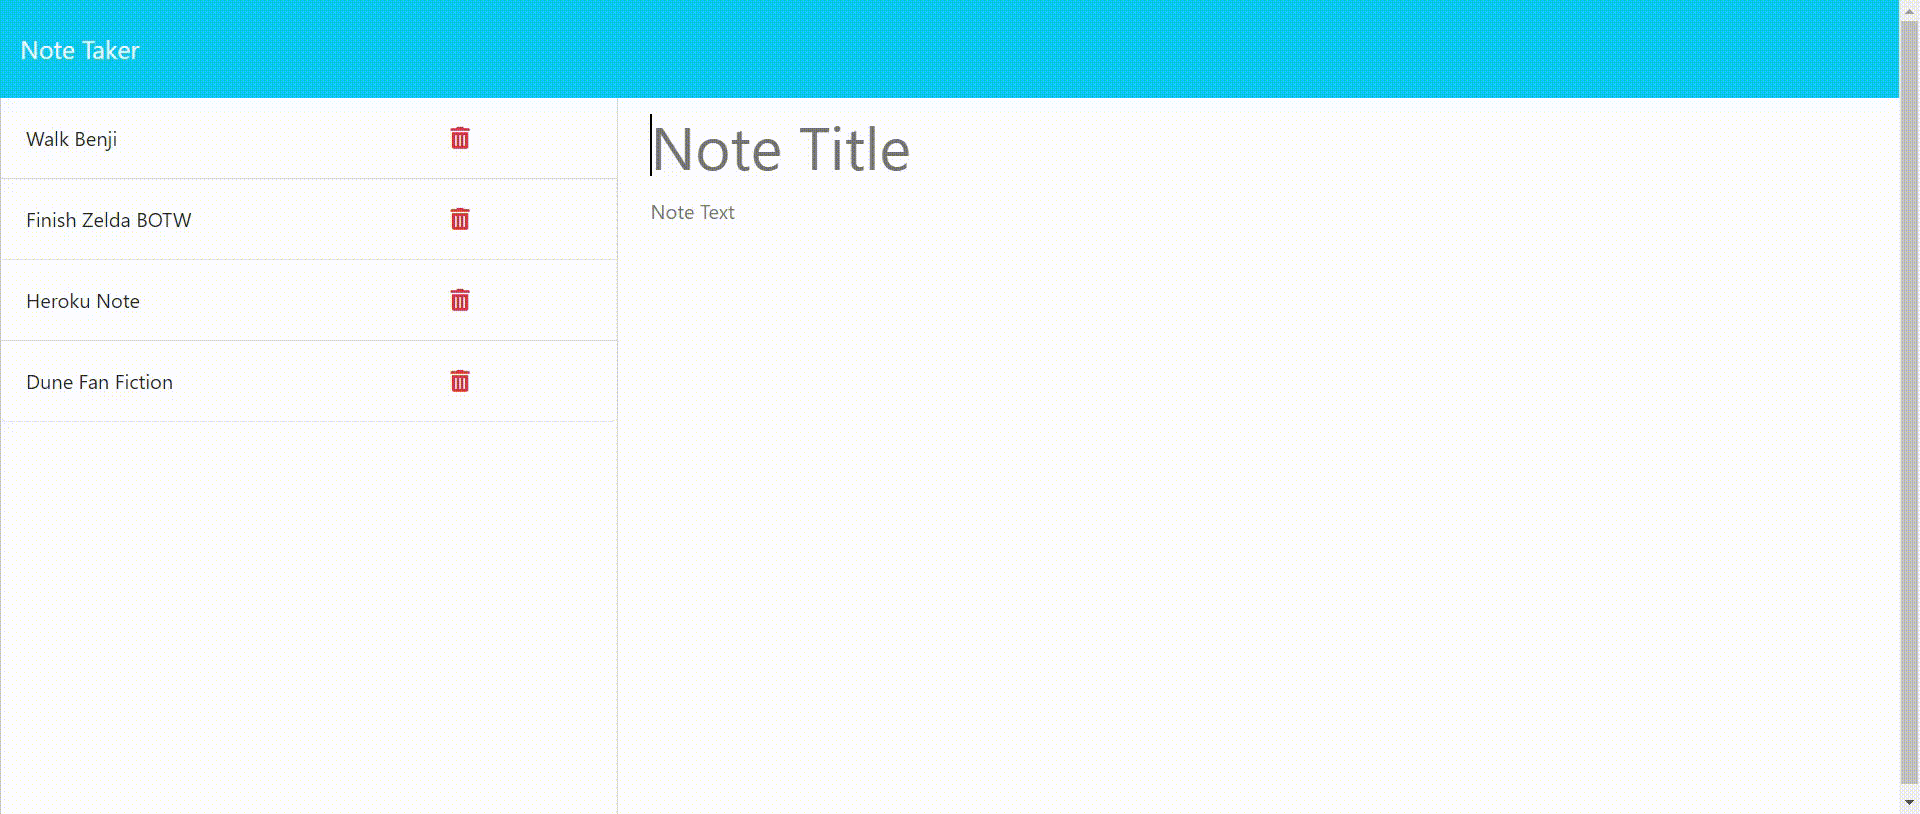 Note Taker
Walk Benji
Finish Zelda BOTW
Heroku Note
Dune Fan Fiction
Note Title
Note Text